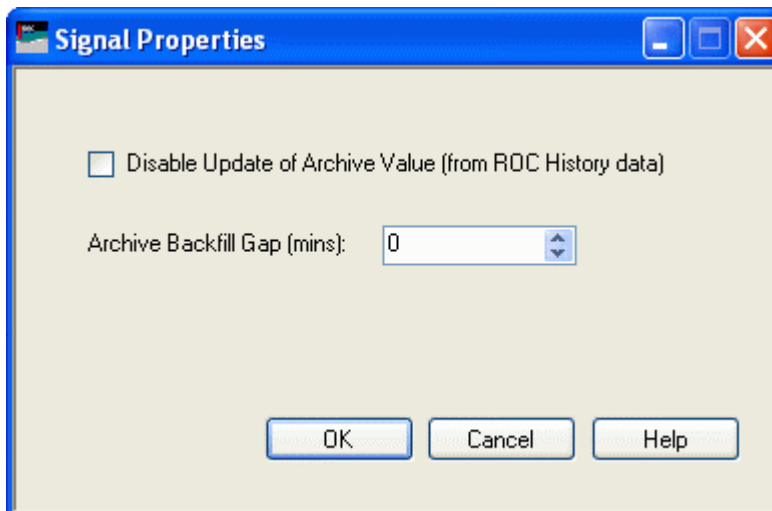 Signal Properties
Disable Update of Archive Value (from ROC History data)
Archive Backfill Gap (mins): 0
OK Cancel Help